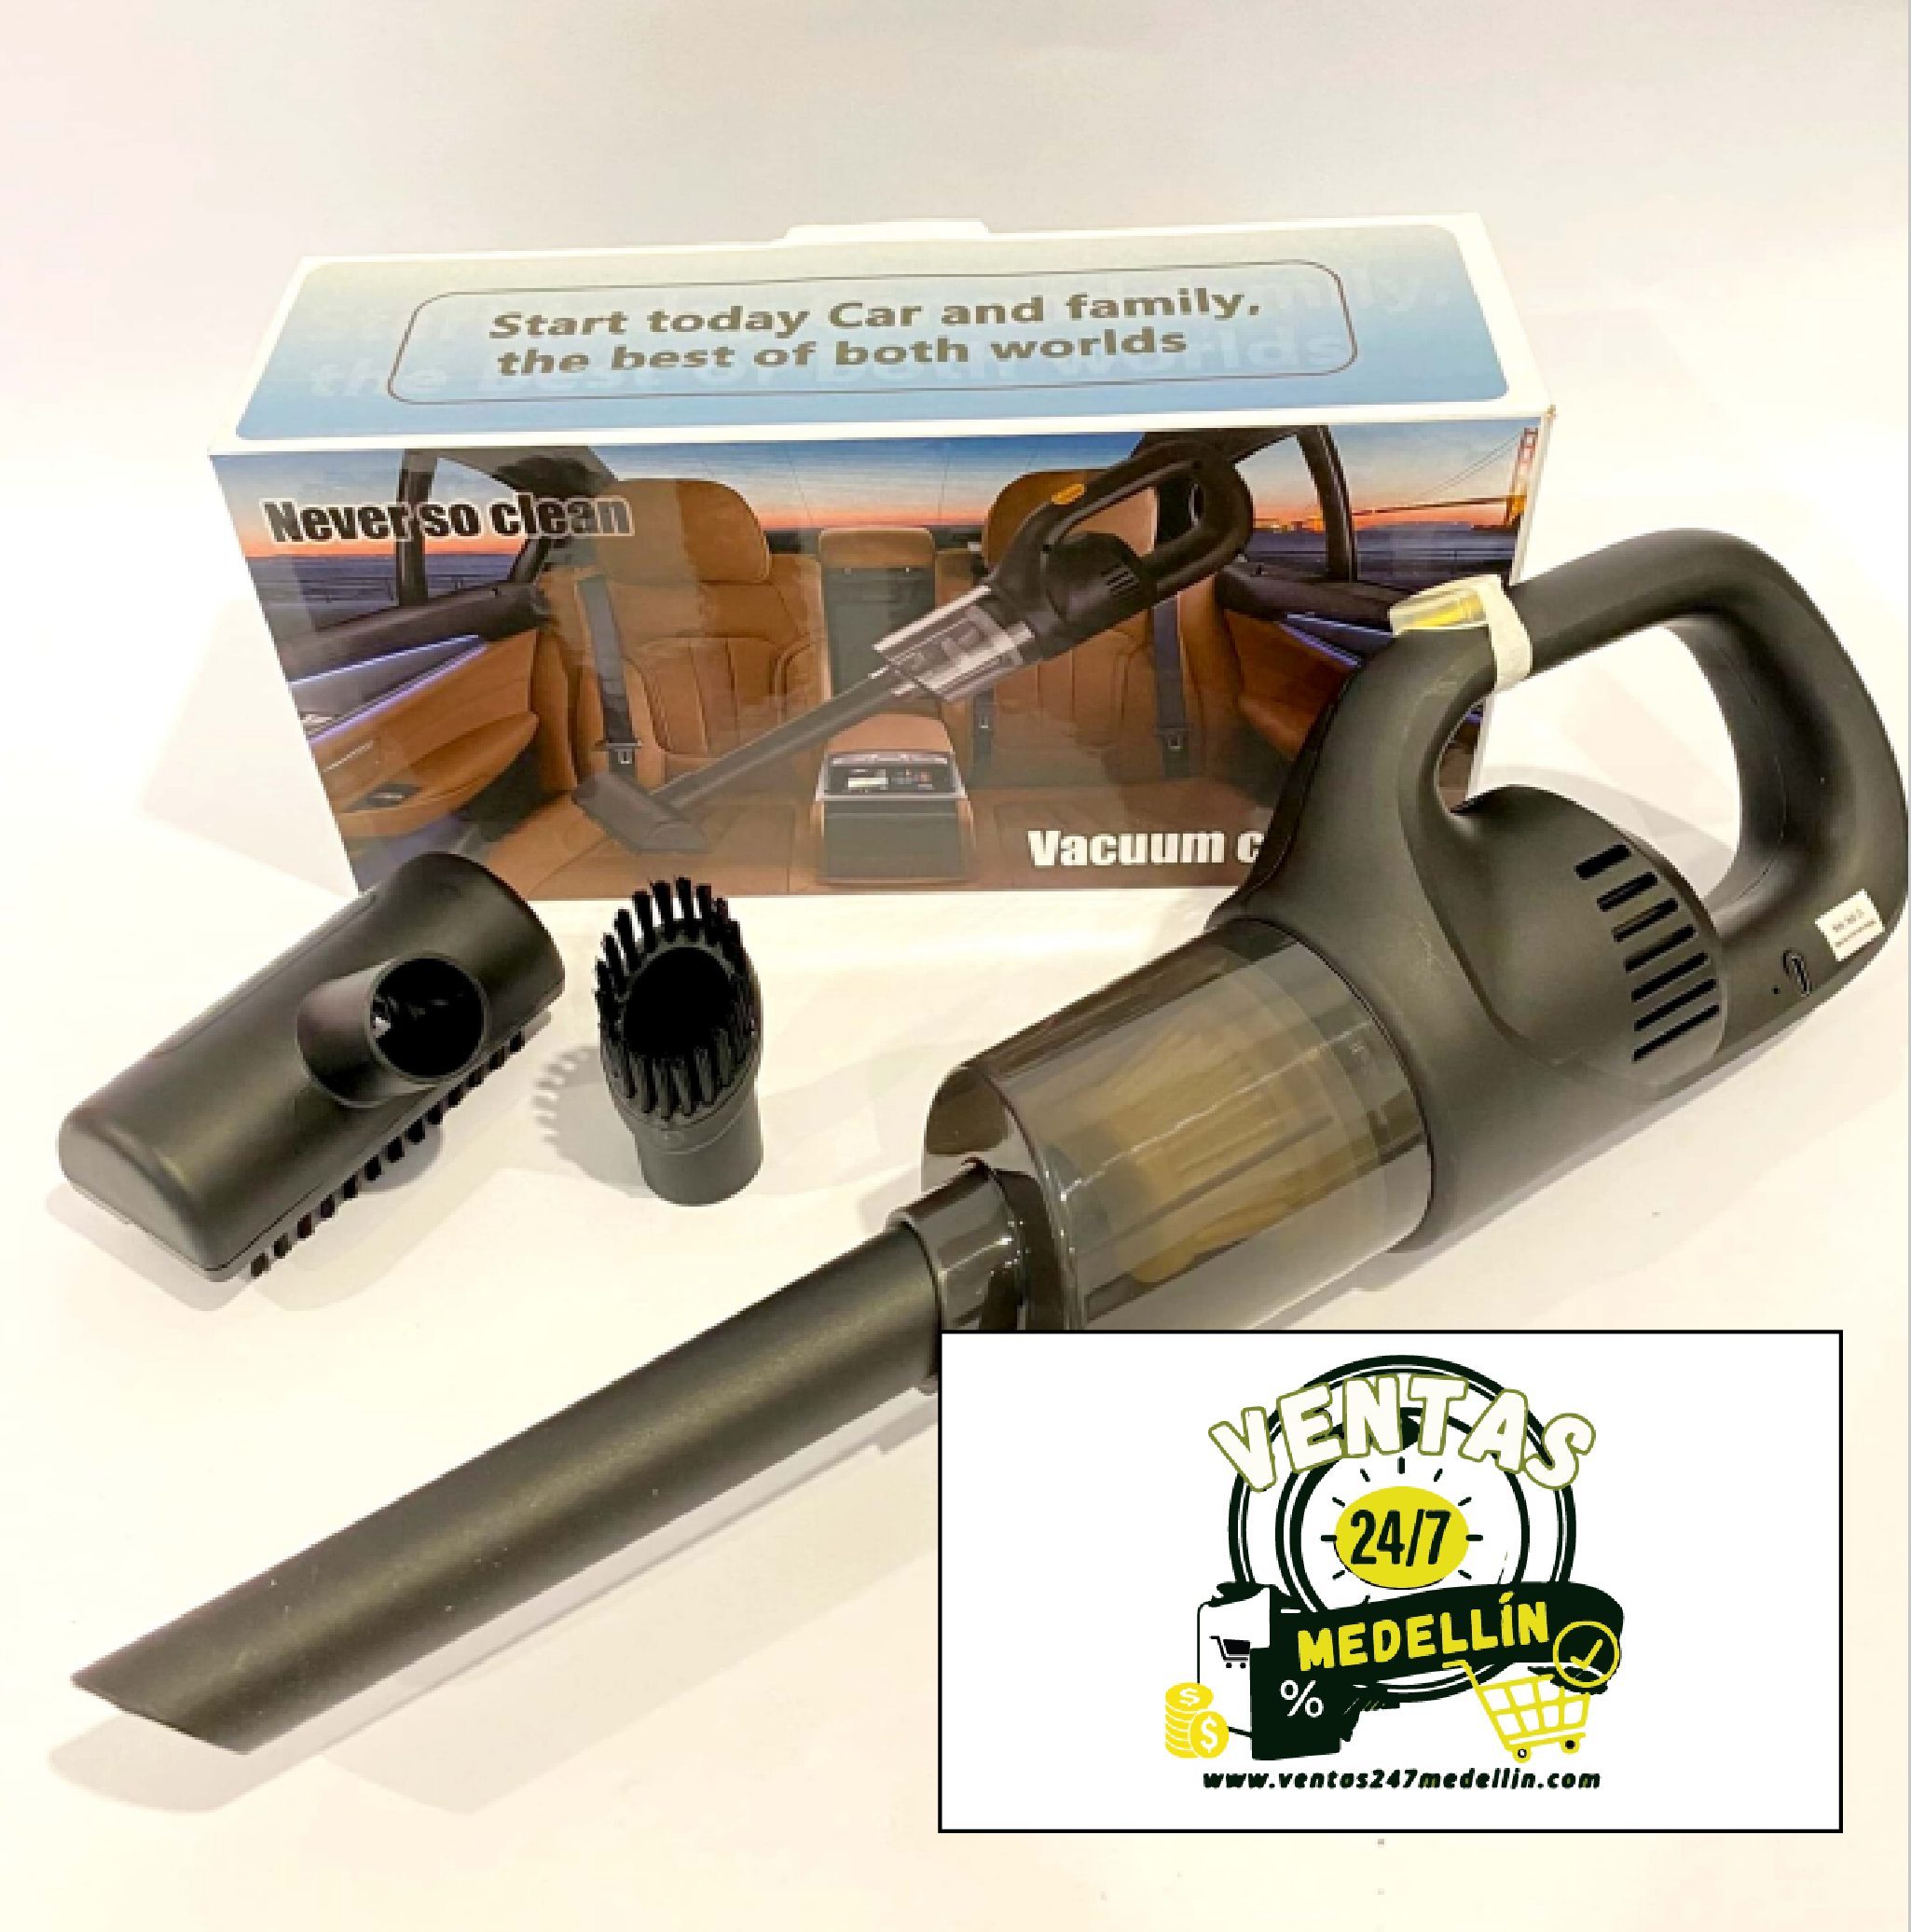 Start today Car and family,
the best of both worlds
Never so clean
Vacuum c
VENTAS
24/7
MEDELLÍN
%
$
$
www.ventas247medellin.com